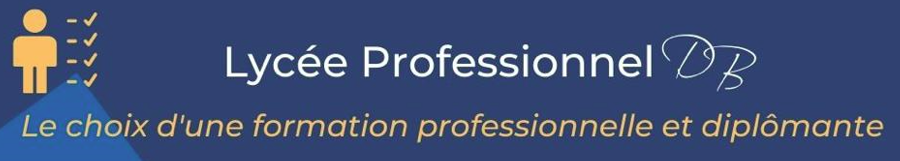 Lycée Professionnel DB
Le choix d'une formation professionnelle et diplômante